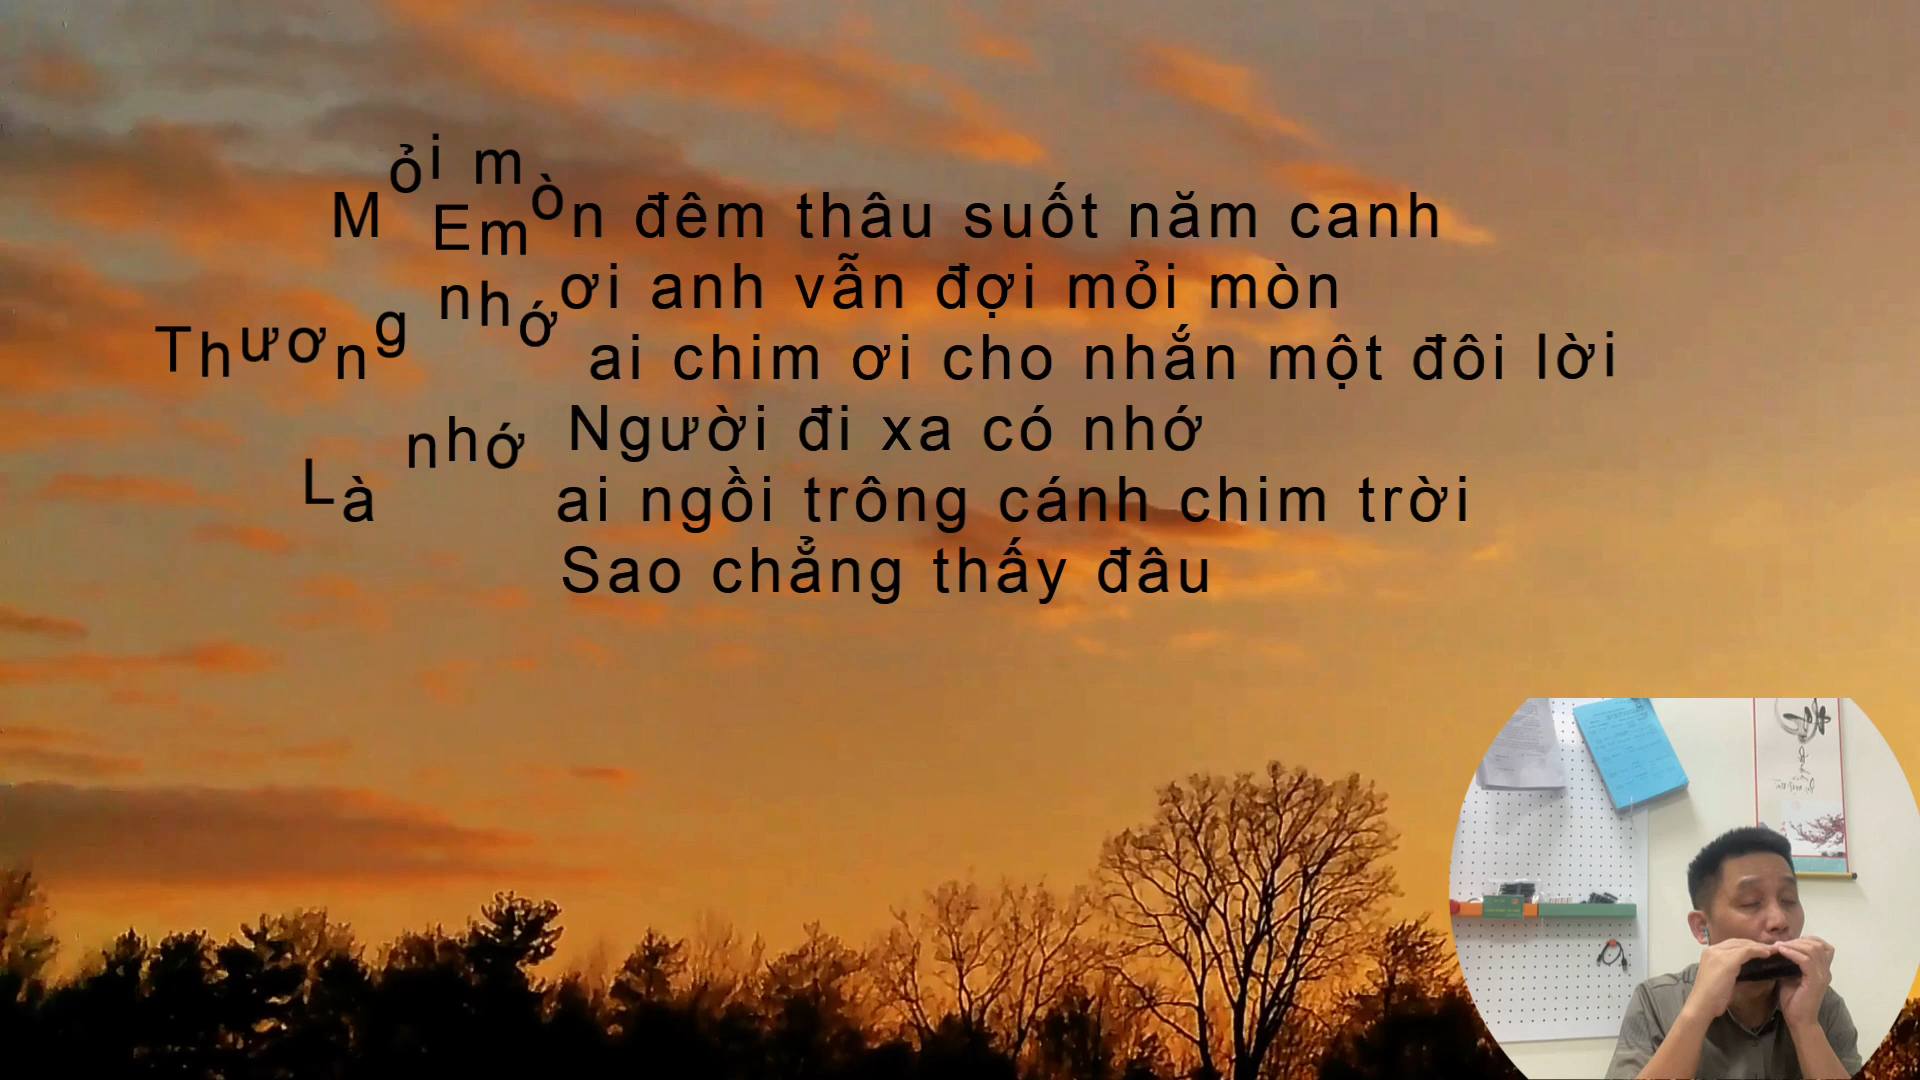 Mỏi mòn đêm thâu suốt năm canh
Em ơi anh vẫn đợi mỏi mòn
Thương nhớ ai chim ơi cho nhắn một đôi lời
Người đi xa có nhớ
Là nhớ ai ngồi trông cánh chim trời
Sao chẳng thấy đâu